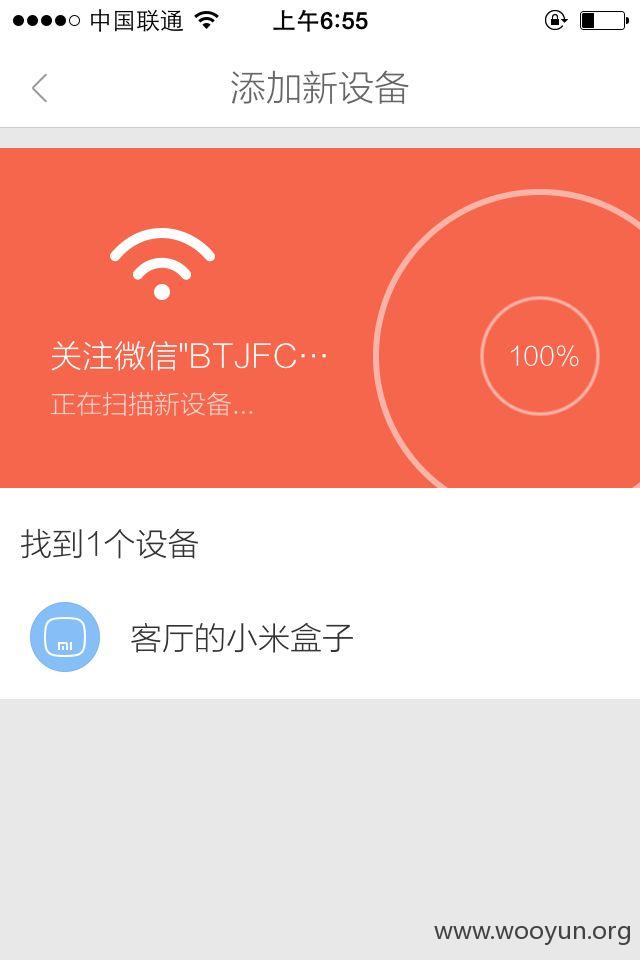 中国联通 上午6:55
添加新设备
关注微信"BTJFC…
100%
正在扫描新设备...
找到1个设备
mi
客厅的小米盒子
www.wooyun.org